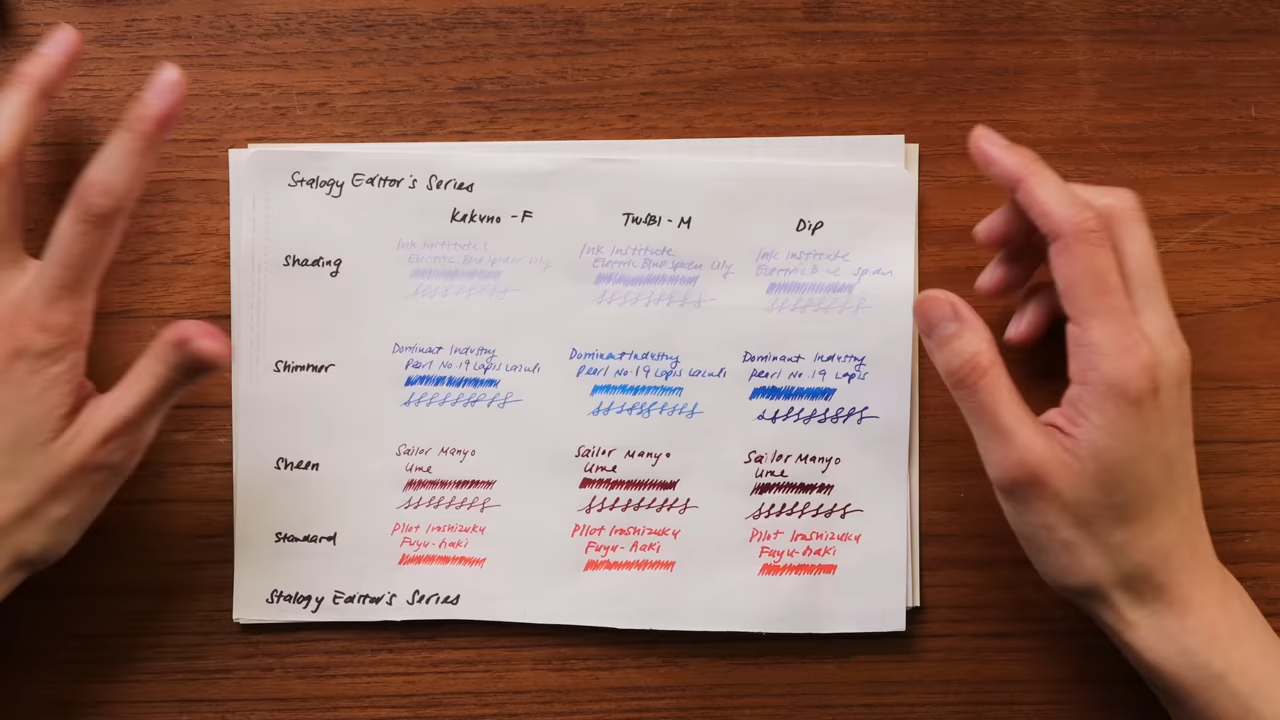 Stalogy Editor's Series
Kakuno - F TWSBI - M Dip
Shading
Ink Institute Ink Institute Ink Institute
Electric Blue Spider Lily Electric Blue Spider Lily Electric Blue Spider
Shimmer
Dominant Industry Dominant Industry Dominant Industry
Pearl No.19 Lapis Lazuli Pearl No.19 Lapis Lazuli Pearl No.19 Lapis
Sheen
Sailor Manyo Sailor Manyo Sailor Manyo
Ume Ume Ume
Standard
Pilot Iroshizuku Pilot Iroshizuku Pilot Iroshizuku
Fuyu-gaki Fuyu-gaki Fuyu-gaki
Stalogy Editor's Series